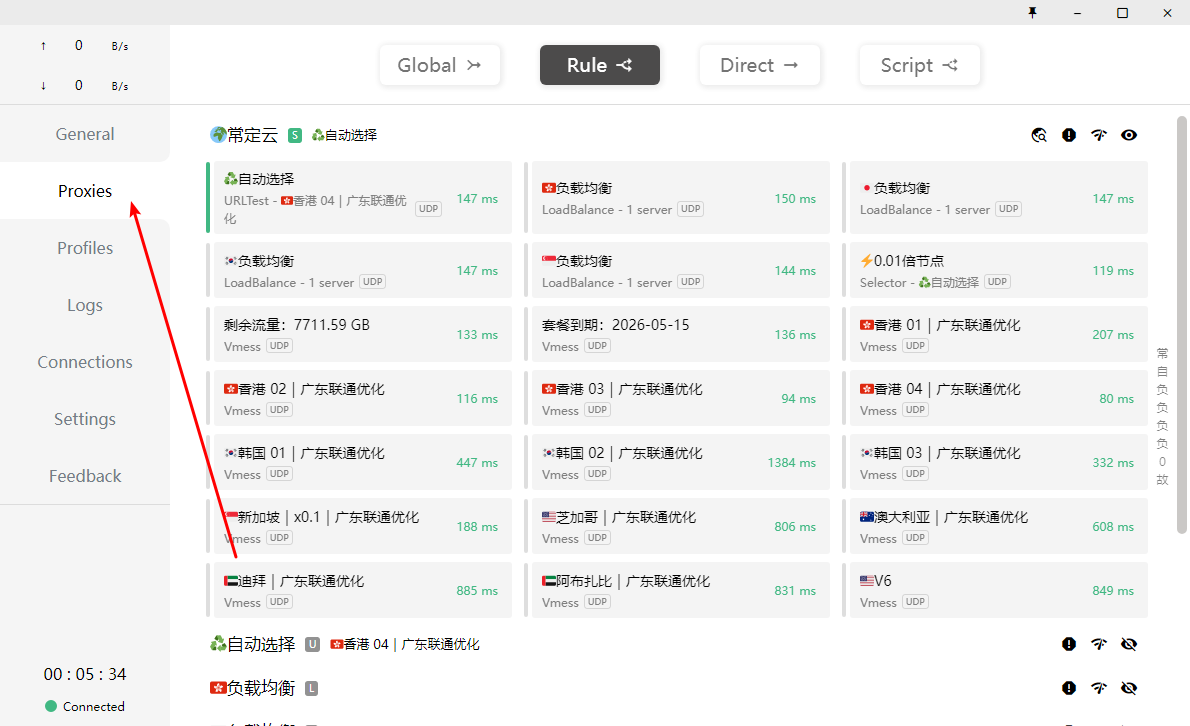 ↑ 0 B/s
↓ 0 B/s
General
Proxies
Profiles
Logs
Connections
Settings
Feedback
00 : 05 : 34
Connected
Global
Rule
Direct
Script
常定云 S 自动选择
自动选择
URLTest - 香港 04 | 广东联通优
化 UDP
147 ms
负载均衡
LoadBalance - 1 server UDP
150 ms
负载均衡
LoadBalance - 1 server UDP
147 ms
负载均衡
LoadBalance - 1 server UDP
147 ms
负载均衡
LoadBalance - 1 server UDP
144 ms
0.01倍节点
Selector - 自动选择 UDP
119 ms
剩余流量：7711.59 GB
Vmess UDP
133 ms
套餐到期：2026-05-15
Vmess UDP
136 ms
香港 01 | 广东联通优化
Vmess UDP
207 ms
香港 02 | 广东联通优化
Vmess UDP
116 ms
香港 03 | 广东联通优化
Vmess UDP
94 ms
香港 04 | 广东联通优化
Vmess UDP
80 ms
韩国 01 | 广东联通优化
Vmess UDP
447 ms
韩国 02 | 广东联通优化
Vmess UDP
1384 ms
韩国 03 | 广东联通优化
Vmess UDP
332 ms
新加坡 | x0.1 | 广东联通优化
Vmess UDP
188 ms
芝加哥 | 广东联通优化
Vmess UDP
806 ms
澳大利亚 | 广东联通优化
Vmess UDP
608 ms
迪拜 | 广东联通优化
Vmess UDP
885 ms
阿布扎比 | 广东联通优化
Vmess UDP
831 ms
V6
Vmess UDP
849 ms
自动选择 U 香港 04 | 广东联通优化
负载均衡 L
常
自
负
负
负
负
0
故